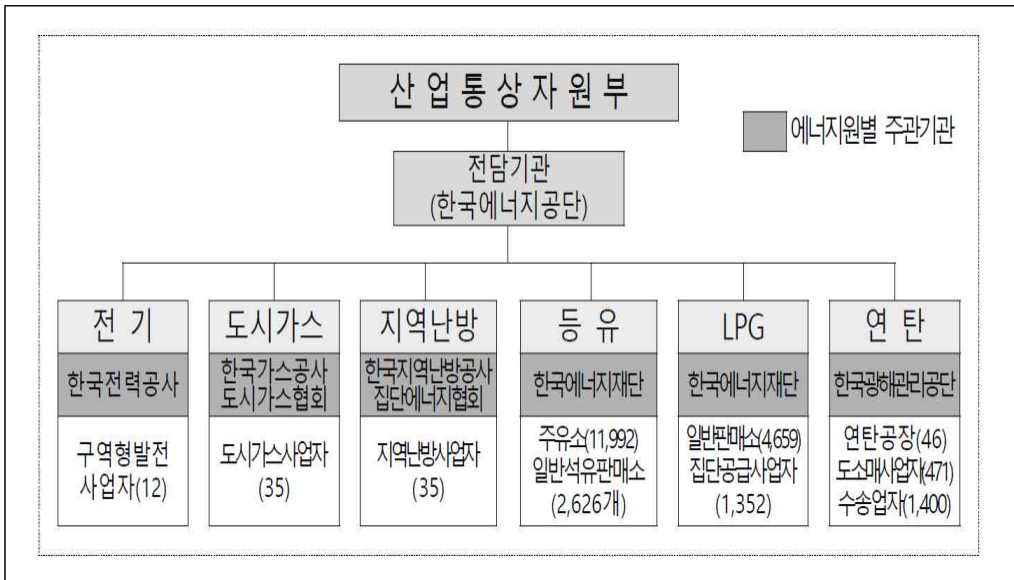 산업통상자원부
에너지원별 주관기관
전담기관
(한국에너지공단)
전 기
한국전력공사
구역형발전
사업자(12)
도시가스
한국가스공사
도시가스협회
도시가스사업자
(35)
지역난방
한국지역난방공사
집단에너지협회
지역난방사업자
(35)
등 유
한국에너지재단
주유소(11,992)
일반석유판매소
(2,626개)
LPG
한국에너지재단
일반판매소(4,659)
집단공급사업자
(1,352)
연 탄
한국광해관리공단
연탄공장(46)
도소매사업자(471)
수송업자(1,400)